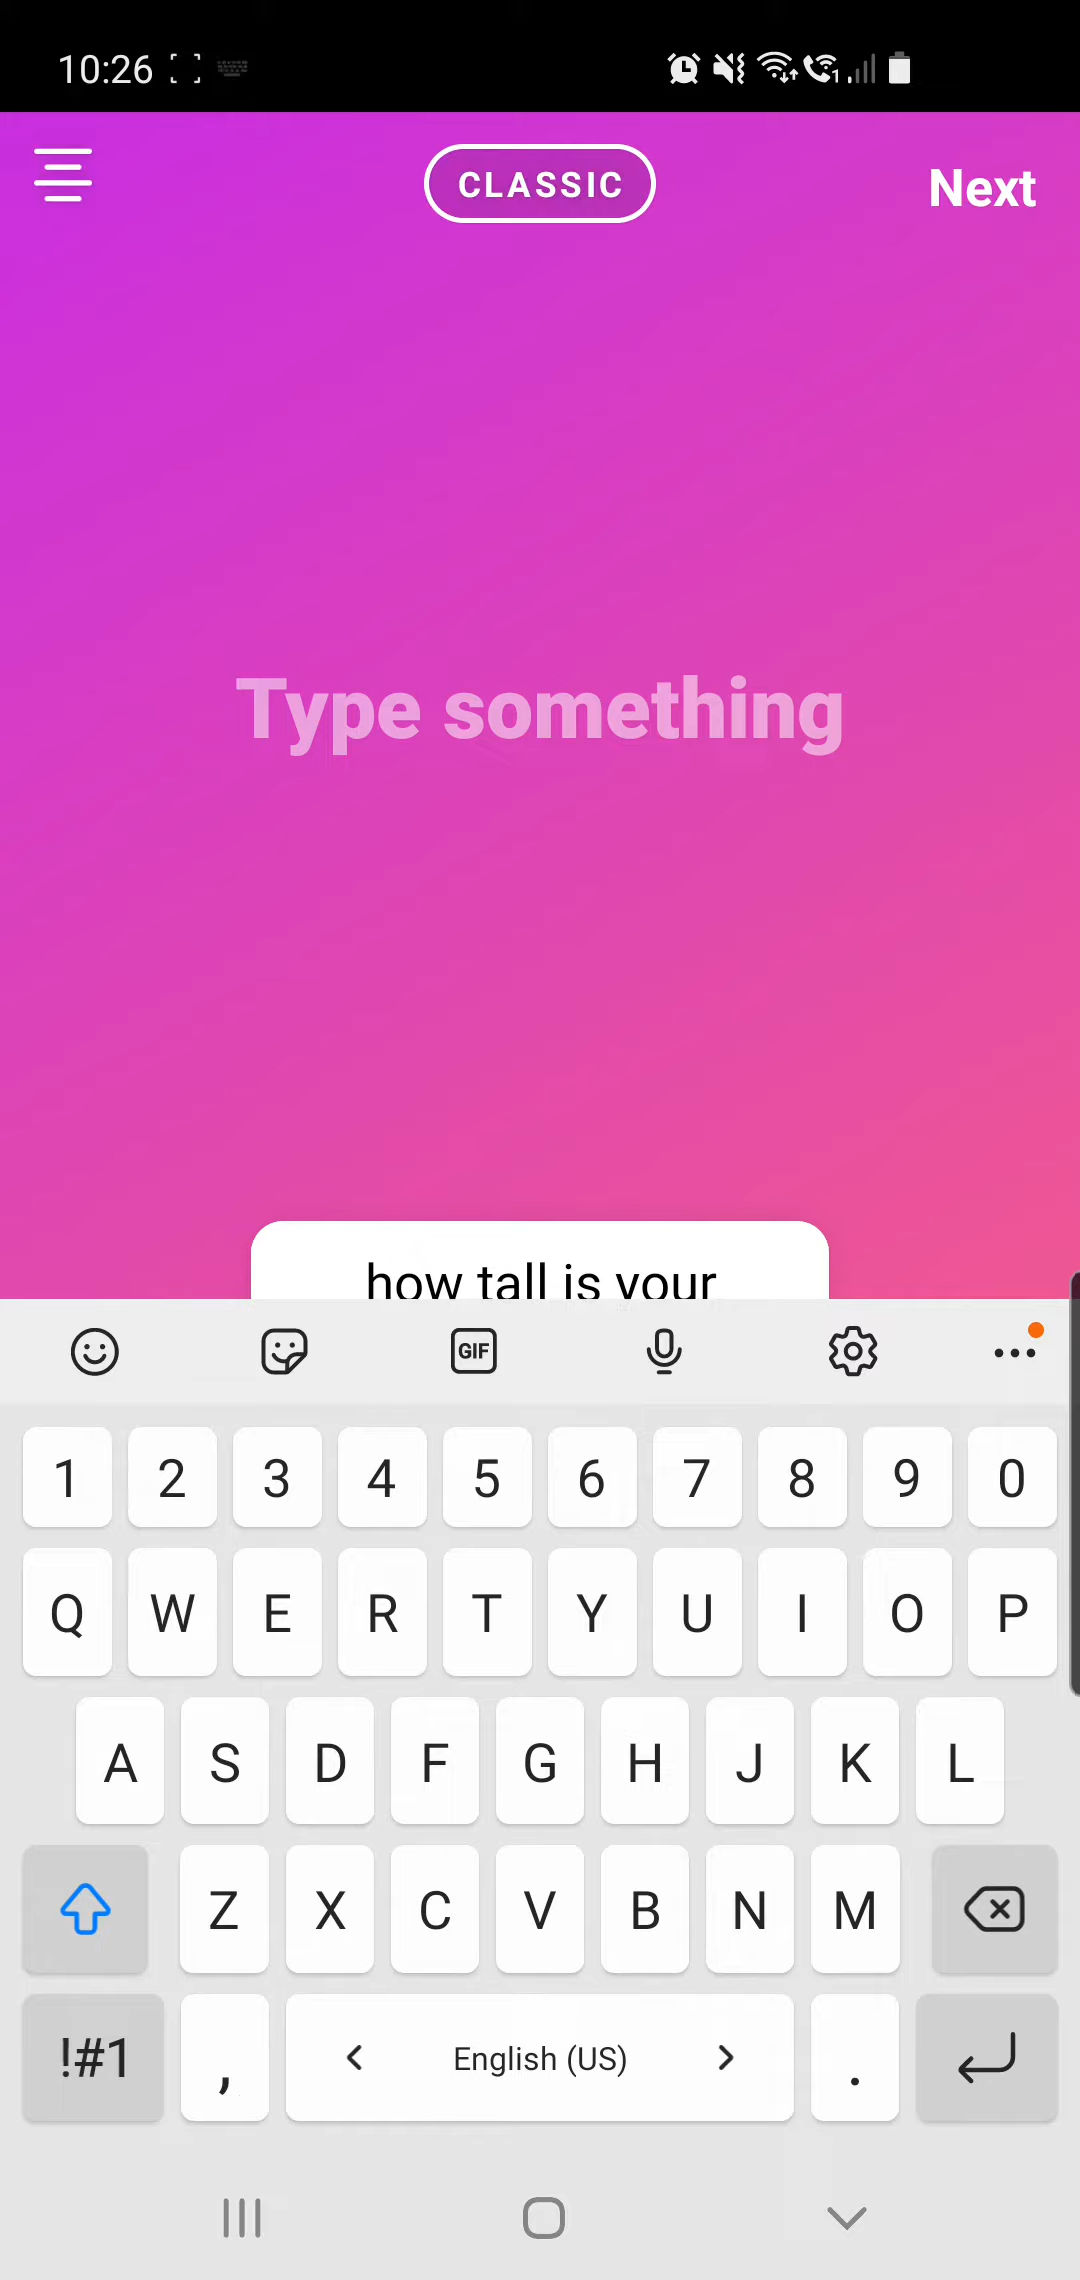 10:26
CLASSIC
Next
Type something
how tall is your
GIF
1 2 3 4 5 6 7 8 9 0
Q W E R T Y U I O P
A S D F G H J K L
Z X C V B N M
!#1 , < English (US) > .